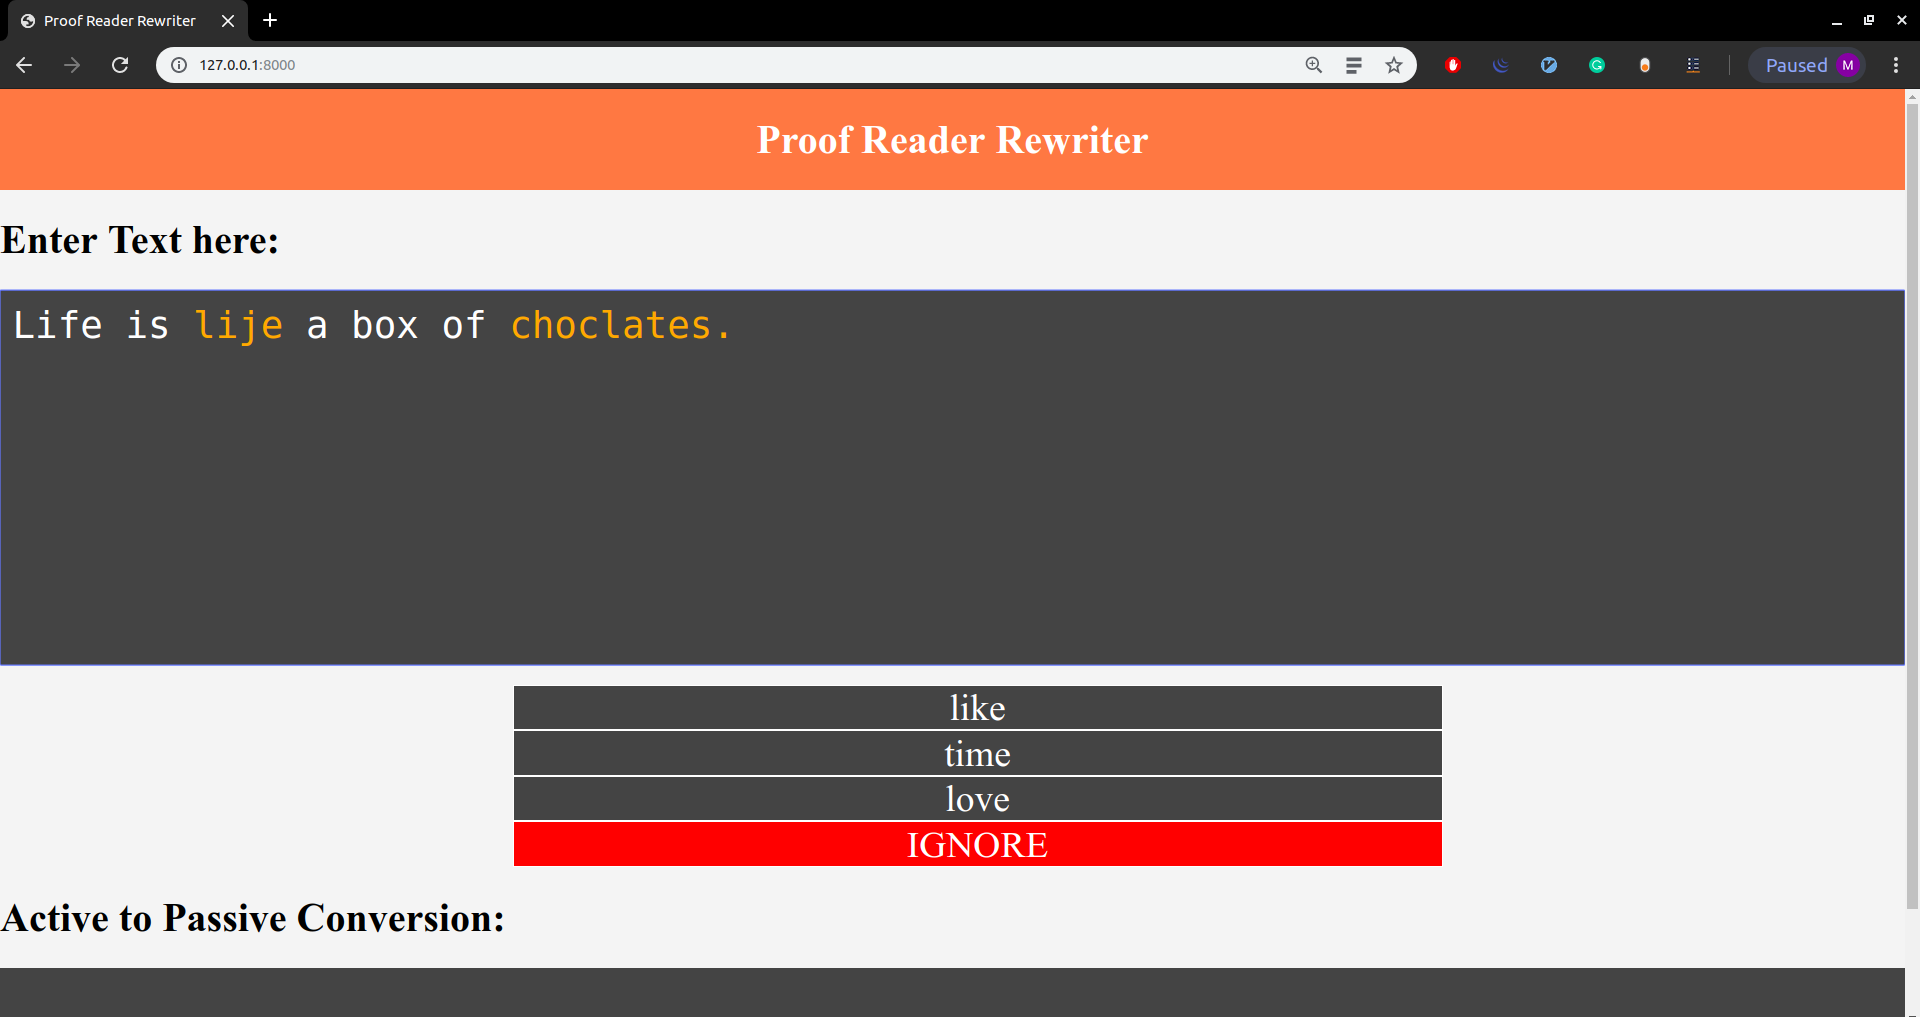 Proof Reader Rewriter
127.0.0.1:8000
Paused M
Proof Reader Rewriter
Enter Text here:
Life is lije a box of choclates.
like
time
love
IGNORE
Active to Passive Conversion: